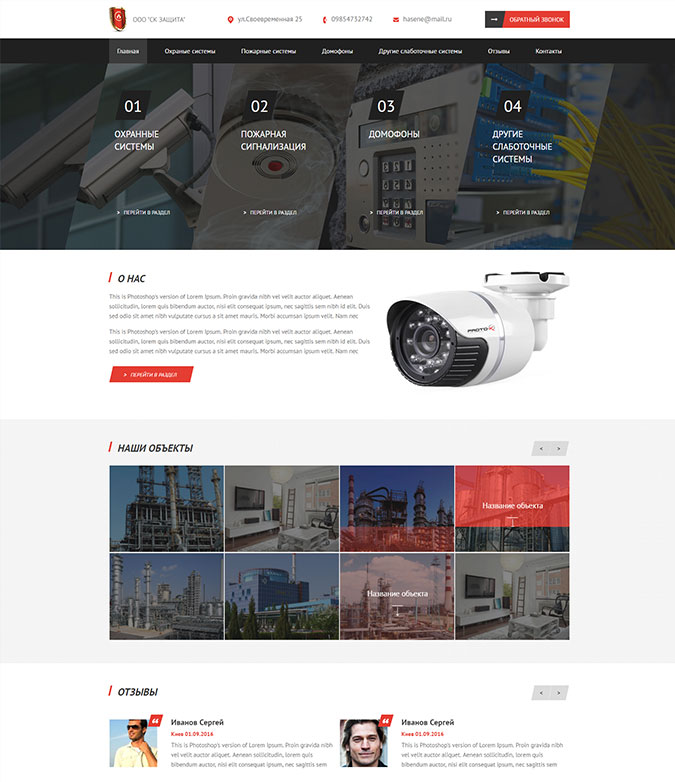 ООО "СК ЗАЩИТА"
ул.Своевременная 25
09854732742
hasene@mail.ru
ОБРАТНЫЙ ЗВОНОК
Главная
Охраные системы
Пожарные системы
Домофоны
Другие слаботочные системы
Отзывы
Контакты
01
ОХРАННЫЕ
СИСТЕМЫ
> ПЕРЕЙТИ В РАЗДЕЛ
02
ПОЖАРНАЯ
СИГНАЛИЗАЦИЯ
> ПЕРЕЙТИ В РАЗДЕЛ
03
ДОМОФОНЫ
> ПЕРЕЙТИ В РАЗДЕЛ
04
ДРУГИЕ
СЛАБОТОЧНЫЕ
СИСТЕМЫ
> ПЕРЕЙТИ В РАЗДЕЛ
О НАС
This is Photoshop's version of Lorem Ipsum. Proin gravida nibh vel velit auctor aliquet. Aenean
sollicitudin, lorem quis bibendum auctor, nisi elit consequat ipsum, nec sagittis sem nibh id elit. Duis
sed odio sit amet nibh vulputate cursus a sit amet mauris. Morbi accumsan ipsum velit. Nam nec
This is Photoshop's version of Lorem Ipsum. Proin gravida nibh vel velit auctor aliquet. Aenean
sollicitudin, lorem quis bibendum auctor, nisi elit consequat ipsum, nec sagittis sem nibh id elit. Duis
sed odio sit amet nibh vulputate cursus a sit amet mauris. Morbi accumsan ipsum velit. Nam nec
> ПЕРЕЙТИ В РАЗДЕЛ
PROTO-X
НАШИ ОБЪЕКТЫ
< >
Название объекта
Название объекта
ОТЗЫВЫ
< >
Иванов Сергей
Киев 01.09.2016
This is Photoshop's version of Lorem Ipsum. Proin
gravida nibh vel velit auctor aliquet. Aenean sollicitudin,
lorem quis bibendum auctor, nisi elit consequat ipsum,
Иванов Сергей
Киев 01.09.2016
This is Photoshop's version of Lorem Ipsum. Proin
gravida nibh vel velit auctor aliquet. Aenean sollicitudin,
lorem quis bibendum auctor, nisi elit consequat ipsum,